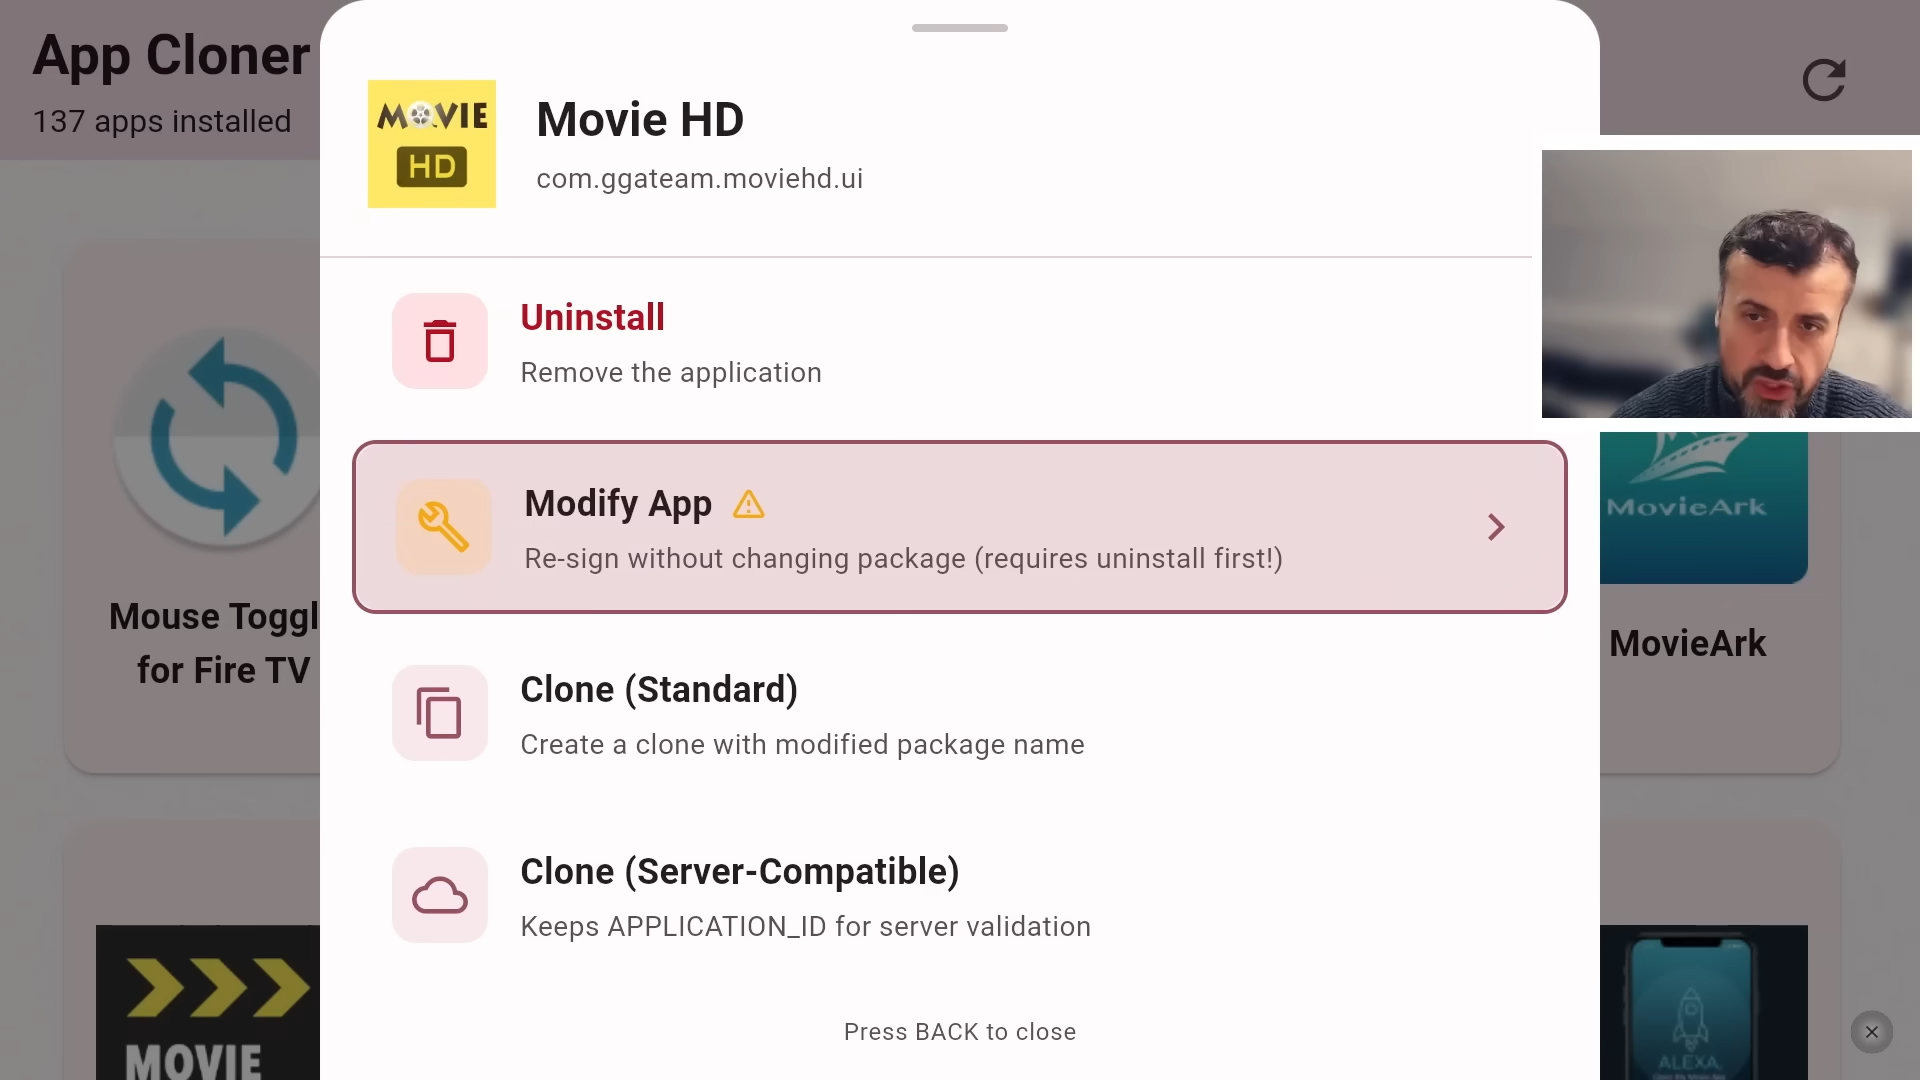 App Cloner
137 apps installed
MOVIE
HD
Movie HD
com.ggateam.moviehd.ui
Uninstall
Remove the application
Modify App
Re-sign without changing package (requires uninstall first!)
Clone (Standard)
Create a clone with modified package name
Clone (Server-Compatible)
Keeps APPLICATION_ID for server validation
Press BACK to close
Mouse Toggl
for Fire TV
MovieArk
MovieArk
MOVIE
ALEXA